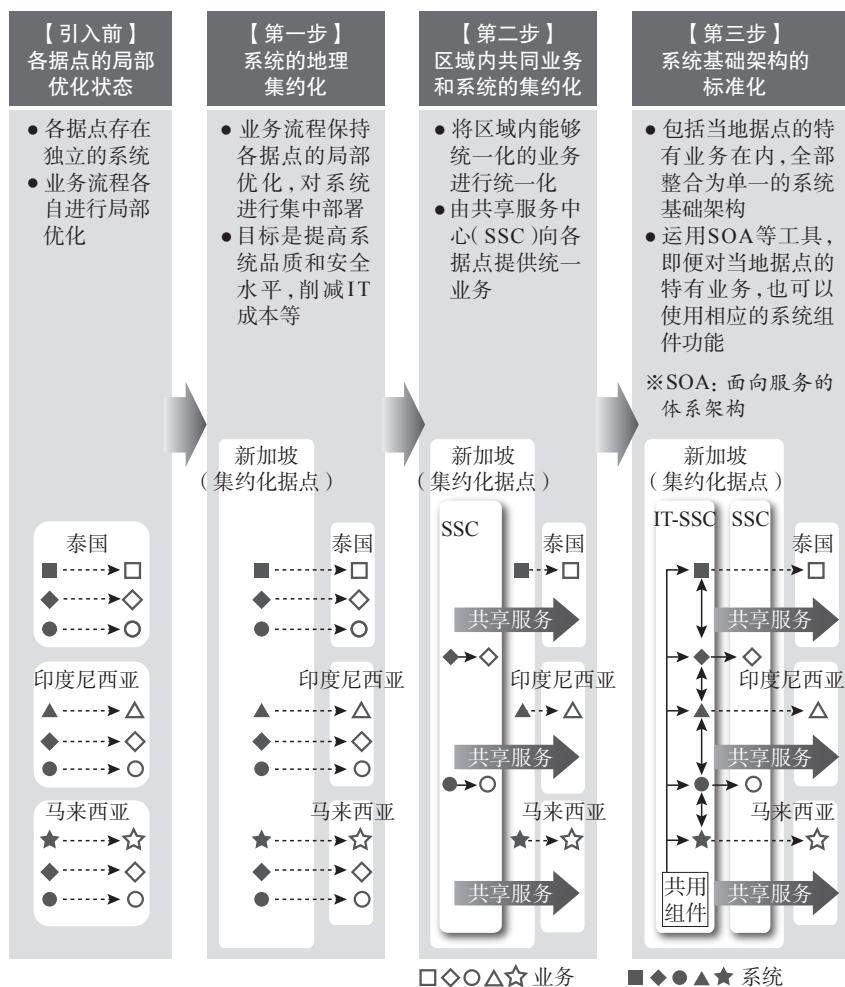 【引入前】
各据点的局部
优化状态
●各据点存在
独立的系统
●业务流程各
自进行局部
优化
泰国
印度尼西亚
马来西亚
【第一步】
系统的地理
集约化
●业务流程保持
各据点的局部
优化,对系统
进行集中部署
●目标是提高系
统品质和安全
水平,削减IT
成本等
新加坡
(集约化据点)
泰国
印度尼西亚
马来西亚
【第二步】
区域内共同业务
和系统的集约化
●将区域内能够
统一化的业务
进行统一化
●由共享服务中
心(SSC)向各
据点提供统一
业务
新加坡
(集约化据点)
SSC
泰国
共享服务
印度尼西亚
共享服务
马来西亚
共享服务
【第三步】
系统基础架构的
标准化
●包括当地据点的特
有业务在内,全部
整合为单一的系统
基础架构
●运用SOA等工具,
即便对当地据点的
特有业务,也可以
使用相应的系统组
件功能
※SOA:面向服务的
体系架构
新加坡
(集约化据点)
IT-SSC SSC
泰国
共享服务
印度尼西亚
共享服务
马来西亚
共用
组件
共享服务
□◇○△☆ 业务 ■◆●▲★ 系统